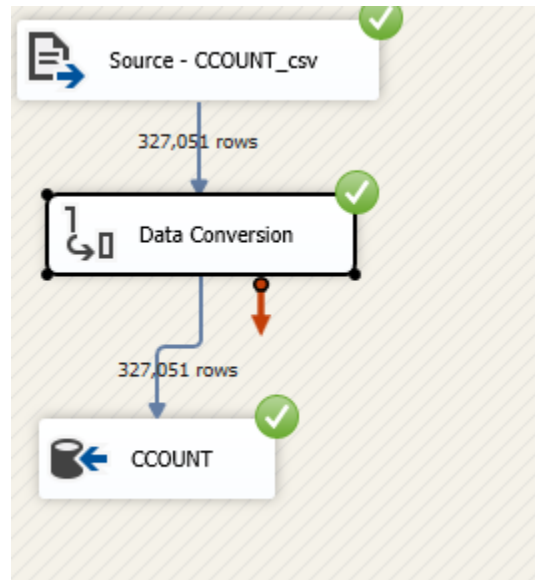 Source - CCOUNT_csv
327,051 rows
Data Conversion
327,051 rows
CCOUNT